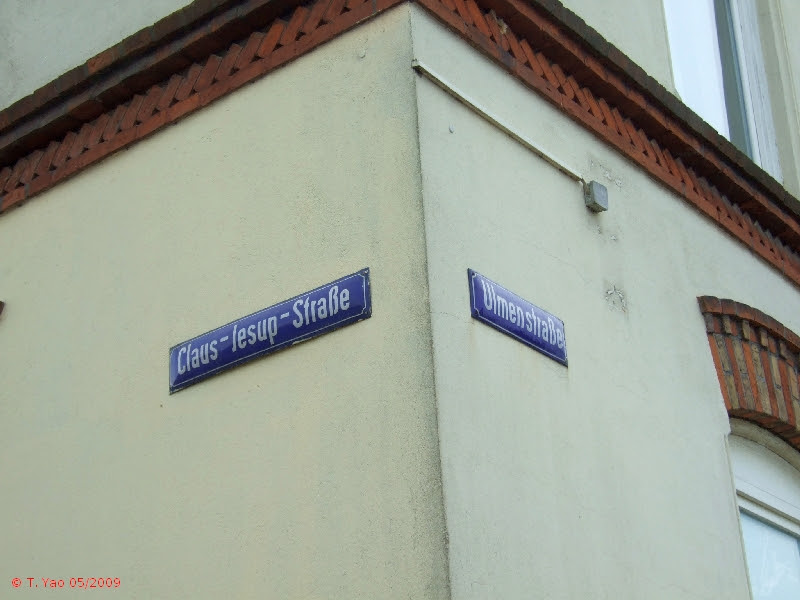 Claus-Jesup-Straße
Ulmenstraße
© T. Yao 05/2009